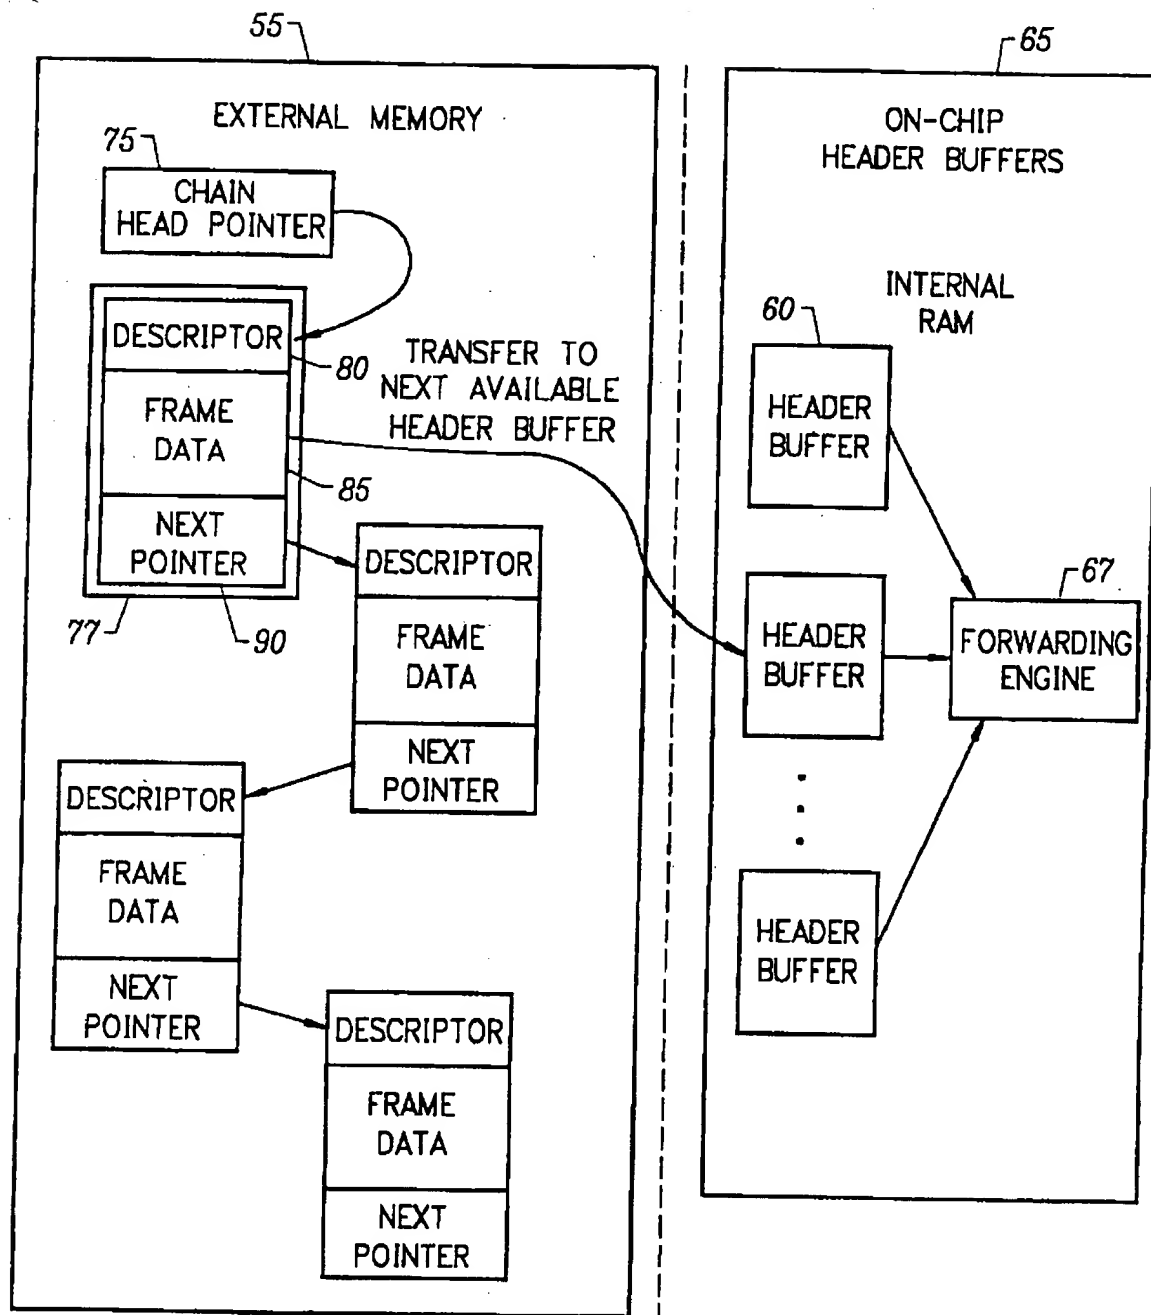 55
EXTERNAL MEMORY
75
CHAIN
HEAD POINTER
DESCRIPTOR
80
FRAME
DATA
85
NEXT
POINTER
77
90
TRANSFER TO
NEXT AVAILABLE
HEADER BUFFER
DESCRIPTOR
FRAME
DATA
NEXT
POINTER
DESCRIPTOR
FRAME
DATA
NEXT
POINTER
DESCRIPTOR
FRAME
DATA
NEXT
POINTER
65
ON-CHIP
HEADER BUFFERS
INTERNAL
RAM
60
HEADER
BUFFER
HEADER
BUFFER
67
FORWARDING
ENGINE
HEADER
BUFFER